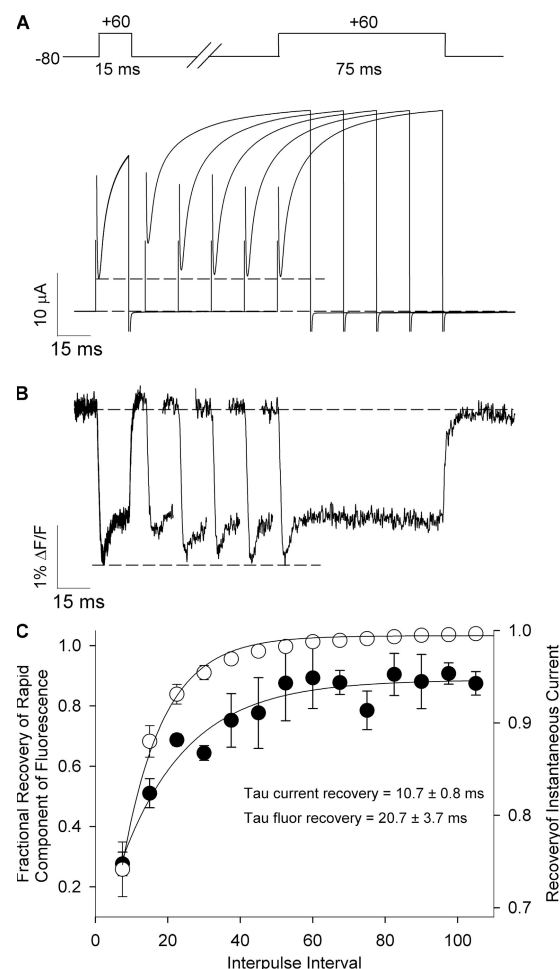 A
+60
+60
-80
15 ms
75 ms
10 µA
15 ms
B
1% ΔF/F
15 ms
C
Fractional Recovery of Rapid
Component of Fluorescence
1.0
0.8
0.6
0.4
0.2
Tau current recovery = 10.7 ± 0.8 ms
Tau fluor recovery = 20.7 ± 3.7 ms
1.0
0.9
0.8
0.7
Recoveryof Instantaneous Current
0 20 40 60 80 100
Interpulse Interval